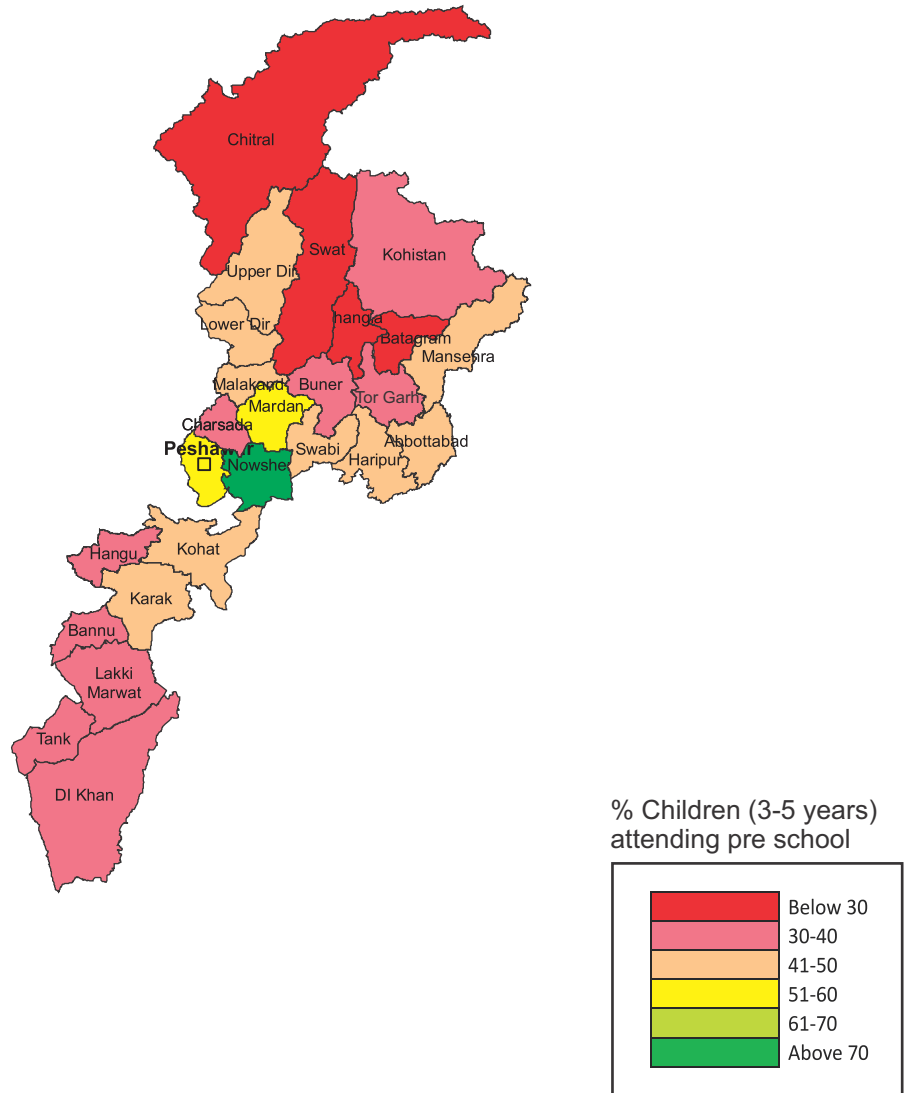 Chitral
Swat
Kohistan
Upper Dir
hangla
Lower Dir
Batagram
Mansehra
Malakand
Buner
Tor Garh
Mardan
Charsada
Abbottabad
Peshawar
Swabi
Haripur
Nowshe
Kohat
Hangu
Karak
Bannu
Lakki
Marwat
Tank
DI Khan
% Children (3-5 years)
attending pre school
Below 30
30-40
41-50
51-60
61-70
Above 70